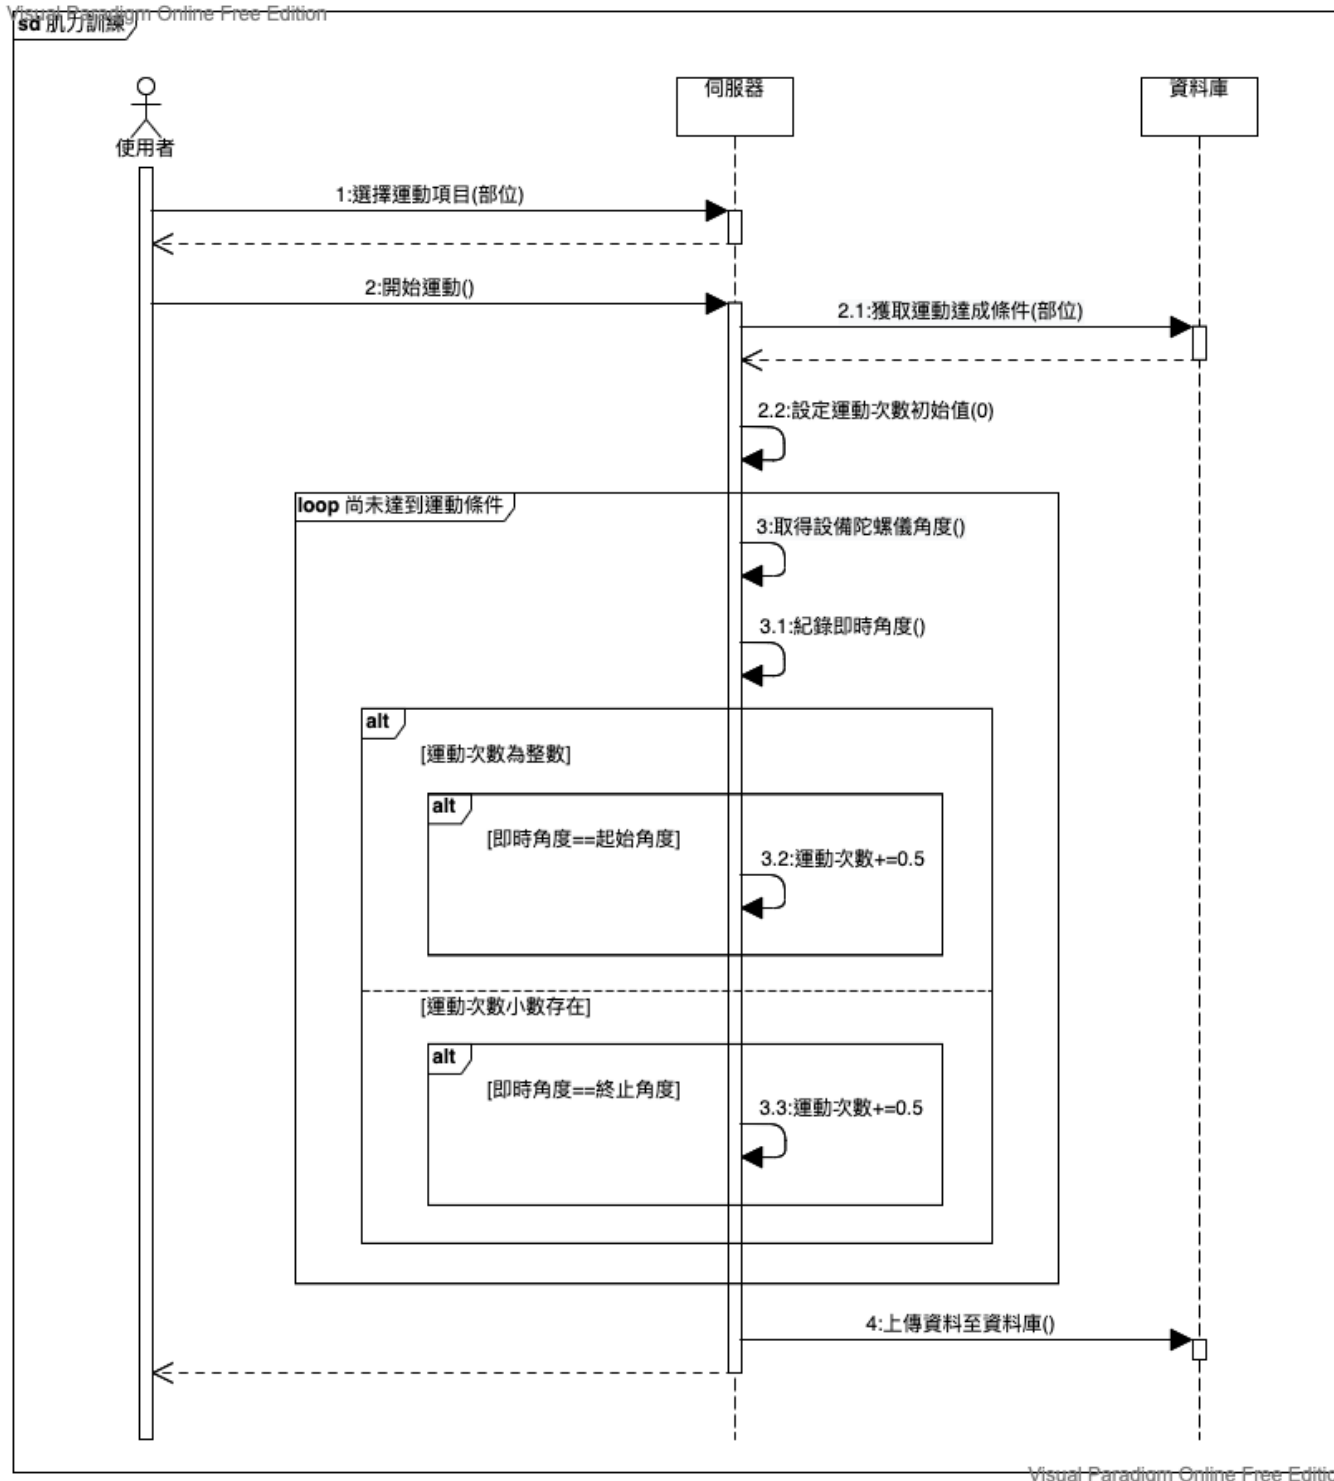 Visual Paradigm Online Free Edition
sd 肌力訓練
伺服器
資料庫
使用者
1:選擇運動項目(部位)
2:開始運動()
2.1:獲取運動達成條件(部位)
2.2:設定運動次數初始值(0)
loop 尚未達到運動條件
3:取得設備陀螺儀角度()
3.1:紀錄即時角度()
alt
[運動次數為整數]
alt
[即時角度==起始角度]
3.2:運動次數+=0.5
[運動次數小數存在]
alt
[即時角度==終止角度]
3.3:運動次數+=0.5
4:上傳資料至資料庫()
Visual Paradigm Online Free Editio